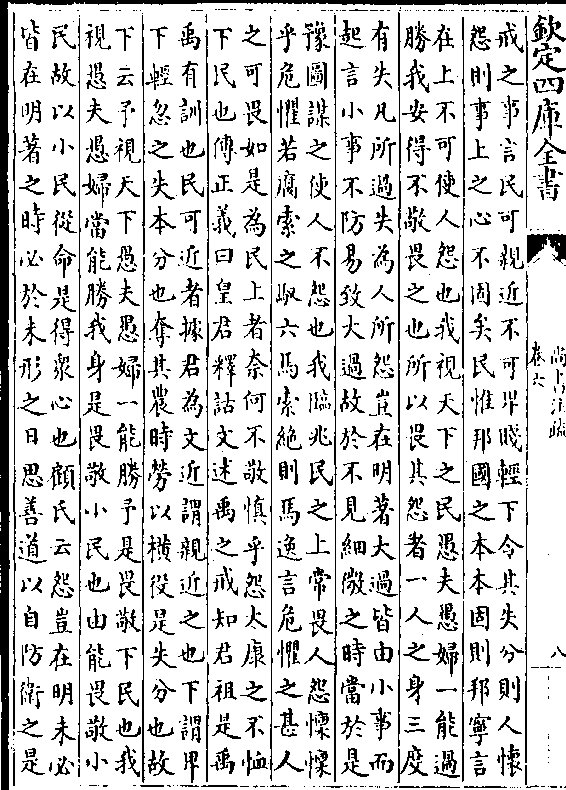 欽定四庫全書
尚書注疏
卷六
八
戒之事言民可親近不可卑賤輕下令其失分則人懷
怨則事上之心不固矣民惟邦國之本本固則邦寧言
在上不可使人怨也我視天下之民愚夫愚婦一能過
勝我安得不敬畏之也所以畏其怨者一人之身三度
有失凡所過失為人所怨豈在明著大過皆由小事而
起言小事不防易致大過故於不見細微之時當於是
豫圖謀之使人不怨也我臨兆民之上常畏人怨懍懍
乎危懼若腐索之馭六馬索絶則馬逸言危懼之甚人
之可畏如是為民上者奈何不敬慎乎怨太康之不恤
下民也傳正義曰皇君釋詁文述禹之戒知君祖是禹
禹有訓也民可近者據君為文近謂親近之也下謂卑
下輕忽之失本分也奪其農時勞以横役是失分也故
下云予視天下愚夫愚婦一能勝予是畏敬下民也我
視愚夫愚婦當能勝我身是畏敬小民也由能畏敬小
民故以小民從命是得衆心也顧氏云怨豈在明未必
皆在明著之時必於未形之日思善道以自防衛之是